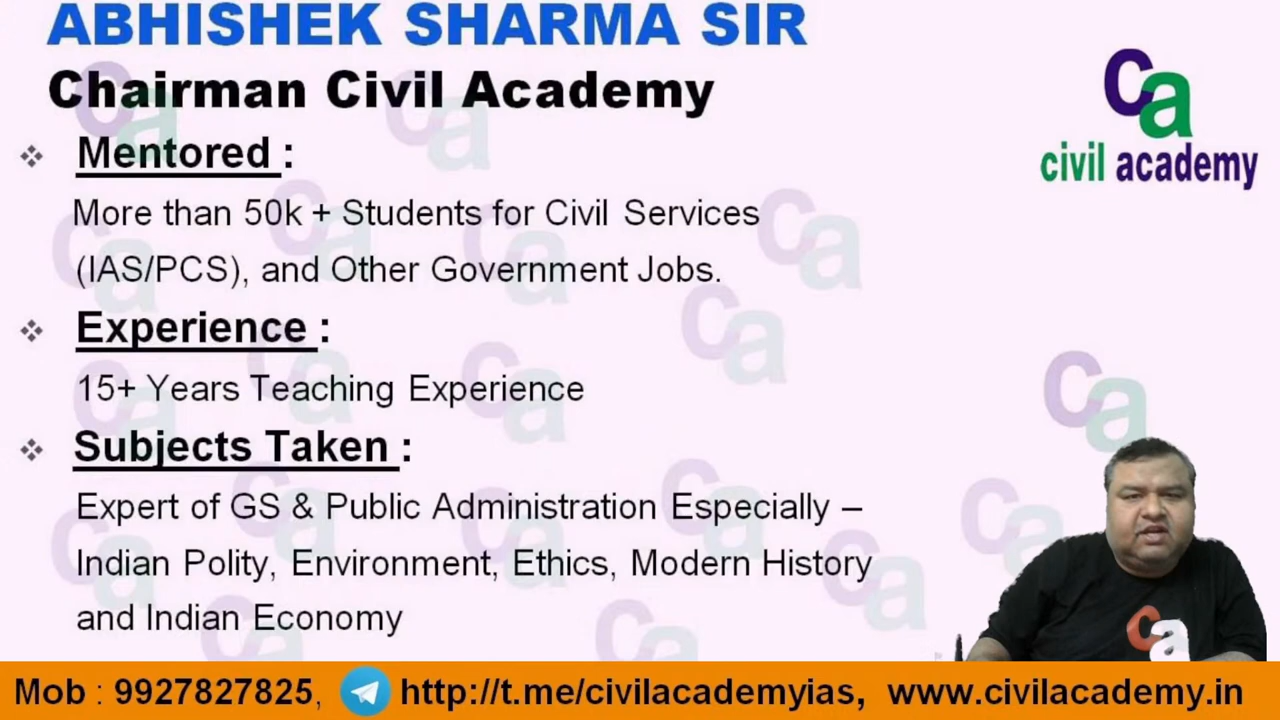 ABHISHEK SHARMA SIR
Chairman Civil Academy
❖ Mentored :
More than 50k + Students for Civil Services
(IAS/PCS), and Other Government Jobs.
❖ Experience :
15+ Years Teaching Experience
❖ Subjects Taken :
Expert of GS & Public Administration Especially –
Indian Polity, Environment, Ethics, Modern History
and Indian Economy
ca
civil academy
ca
Mob : 9927827825, http://t.me/civilacademyias, www.civilacademy.in